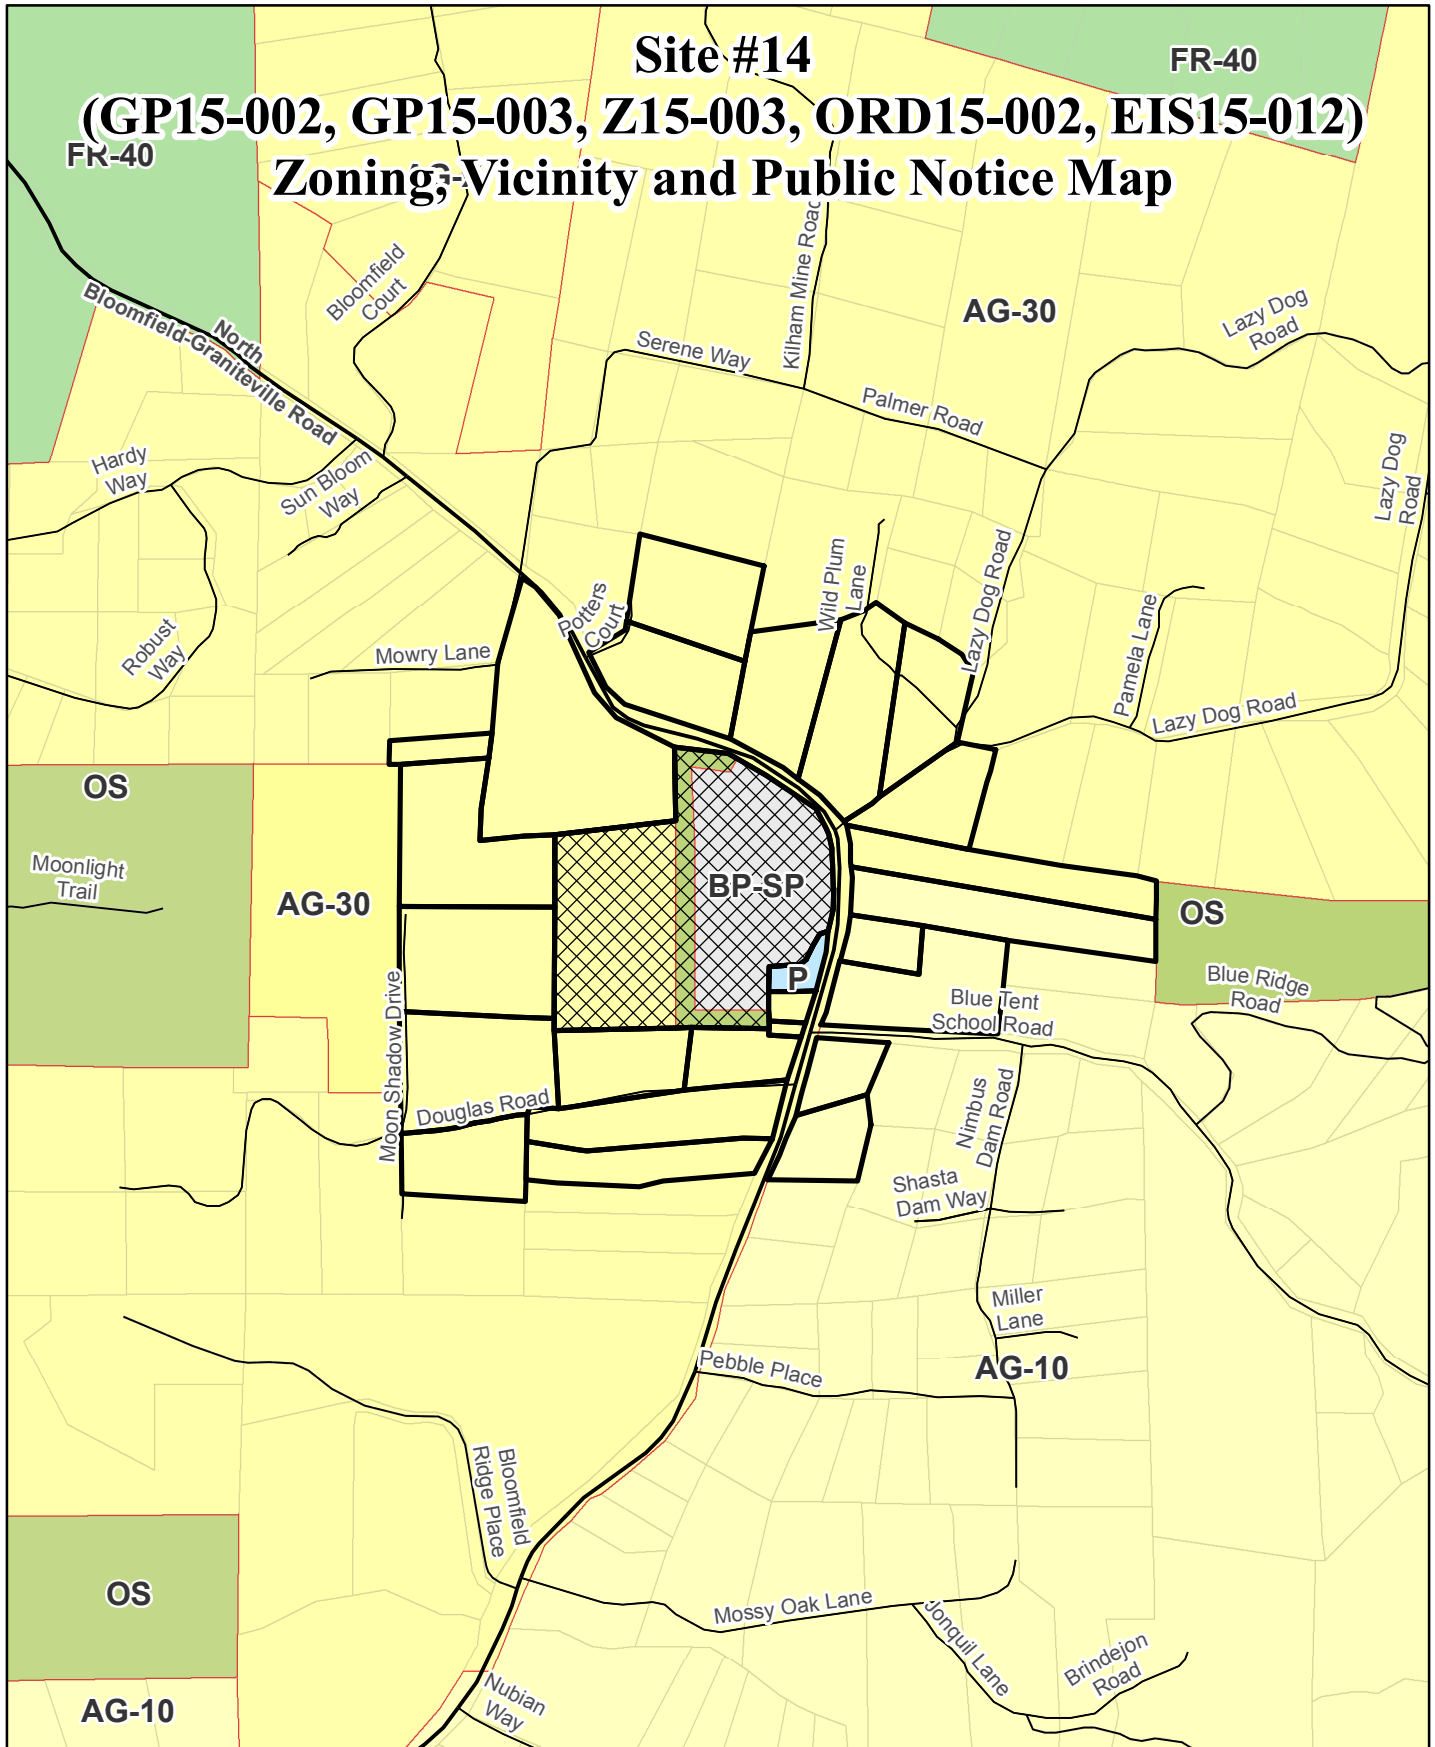 Site #14
(GP15-002, GP15-003, Z15-003, ORD15-002, EIS15-012)
Zoning, Vicinity and Public Notice Map
FR-40
FR-40
AG-
Kilham Mine Road
Bloomfield
Court
North
Bloomfield-Graniteville Road
AG-30
Lazy Dog
Road
Serene Way
Palmer Road
Hardy
Way
Sun Bloom
Way
Lazy Dog
Road
Wild Plum
Lane
Lazy Dog Road
Potters
Court
Pamela Lane
Robust
Way
Mowry Lane
Lazy Dog Road
OS
Moonlight
Trail
AG-30
BP-SP
OS
P
Blue Ridge
Road
Blue Tent
School Road
Moon Shadow Drive
Douglas Road
Nimbus
Dam Road
Shasta
Dam Way
Miller
Lane
Pebble Place
AG-10
Bloomfield
Ridge Place
OS
Mossy Oak Lane
Jonquil Lane
Brindejon
Road
Nubian
Way
AG-10